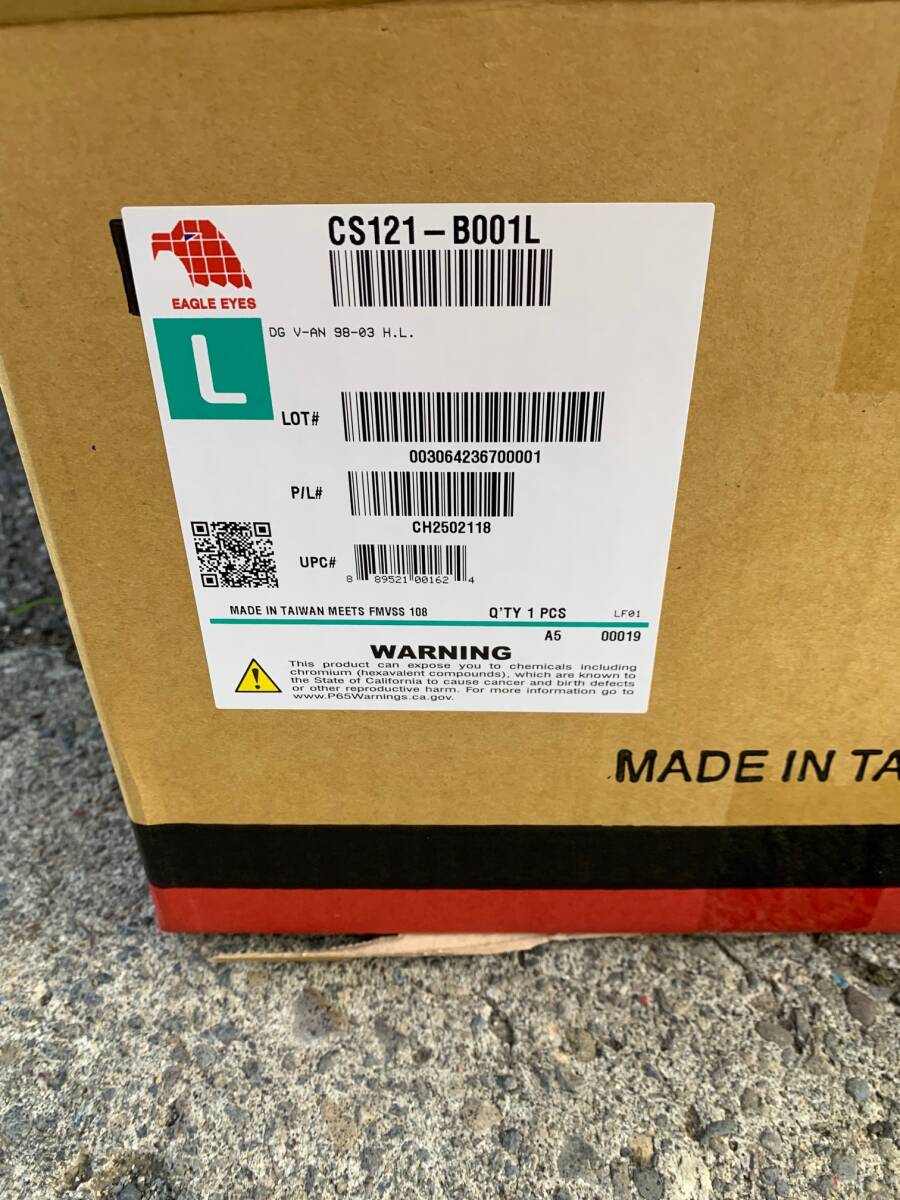 CS121-B001L
EAGLE EYES
DG V-AN 98-03 H.L.
L
LOT#
003064236700001
P/L#
CH2502118
UPC#
8 89521 00162 4
MADE IN TAIWAN MEETS FMVSS 108 Q'TY 1 PCS LF01
A5 00019
WARNING
This product can expose you to chemicals including
chromium (hexavalent compounds), which are known to
the State of California to cause cancer and birth defects
or other reproductive harm. For more information go to
www.P65Warnings.ca.gov.
MADE IN TA